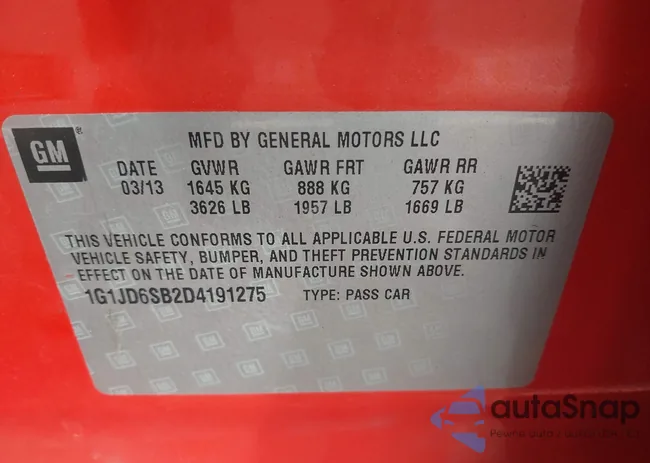 GM
MFD BY GENERAL MOTORS LLC
DATE GVWR GAWR FRT GAWR RR
03/13 1645 KG 888 KG 757 KG
3626 LB 1957 LB 1669 LB
THIS VEHICLE CONFORMS TO ALL APPLICABLE U.S. FEDERAL MOTOR
VEHICLE SAFETY, BUMPER, AND THEFT PREVENTION STANDARDS IN
EFFECT ON THE DATE OF MANUFACTURE SHOWN ABOVE.
1G1JD6SB2D4191275 TYPE: PASS CAR
autaSnap